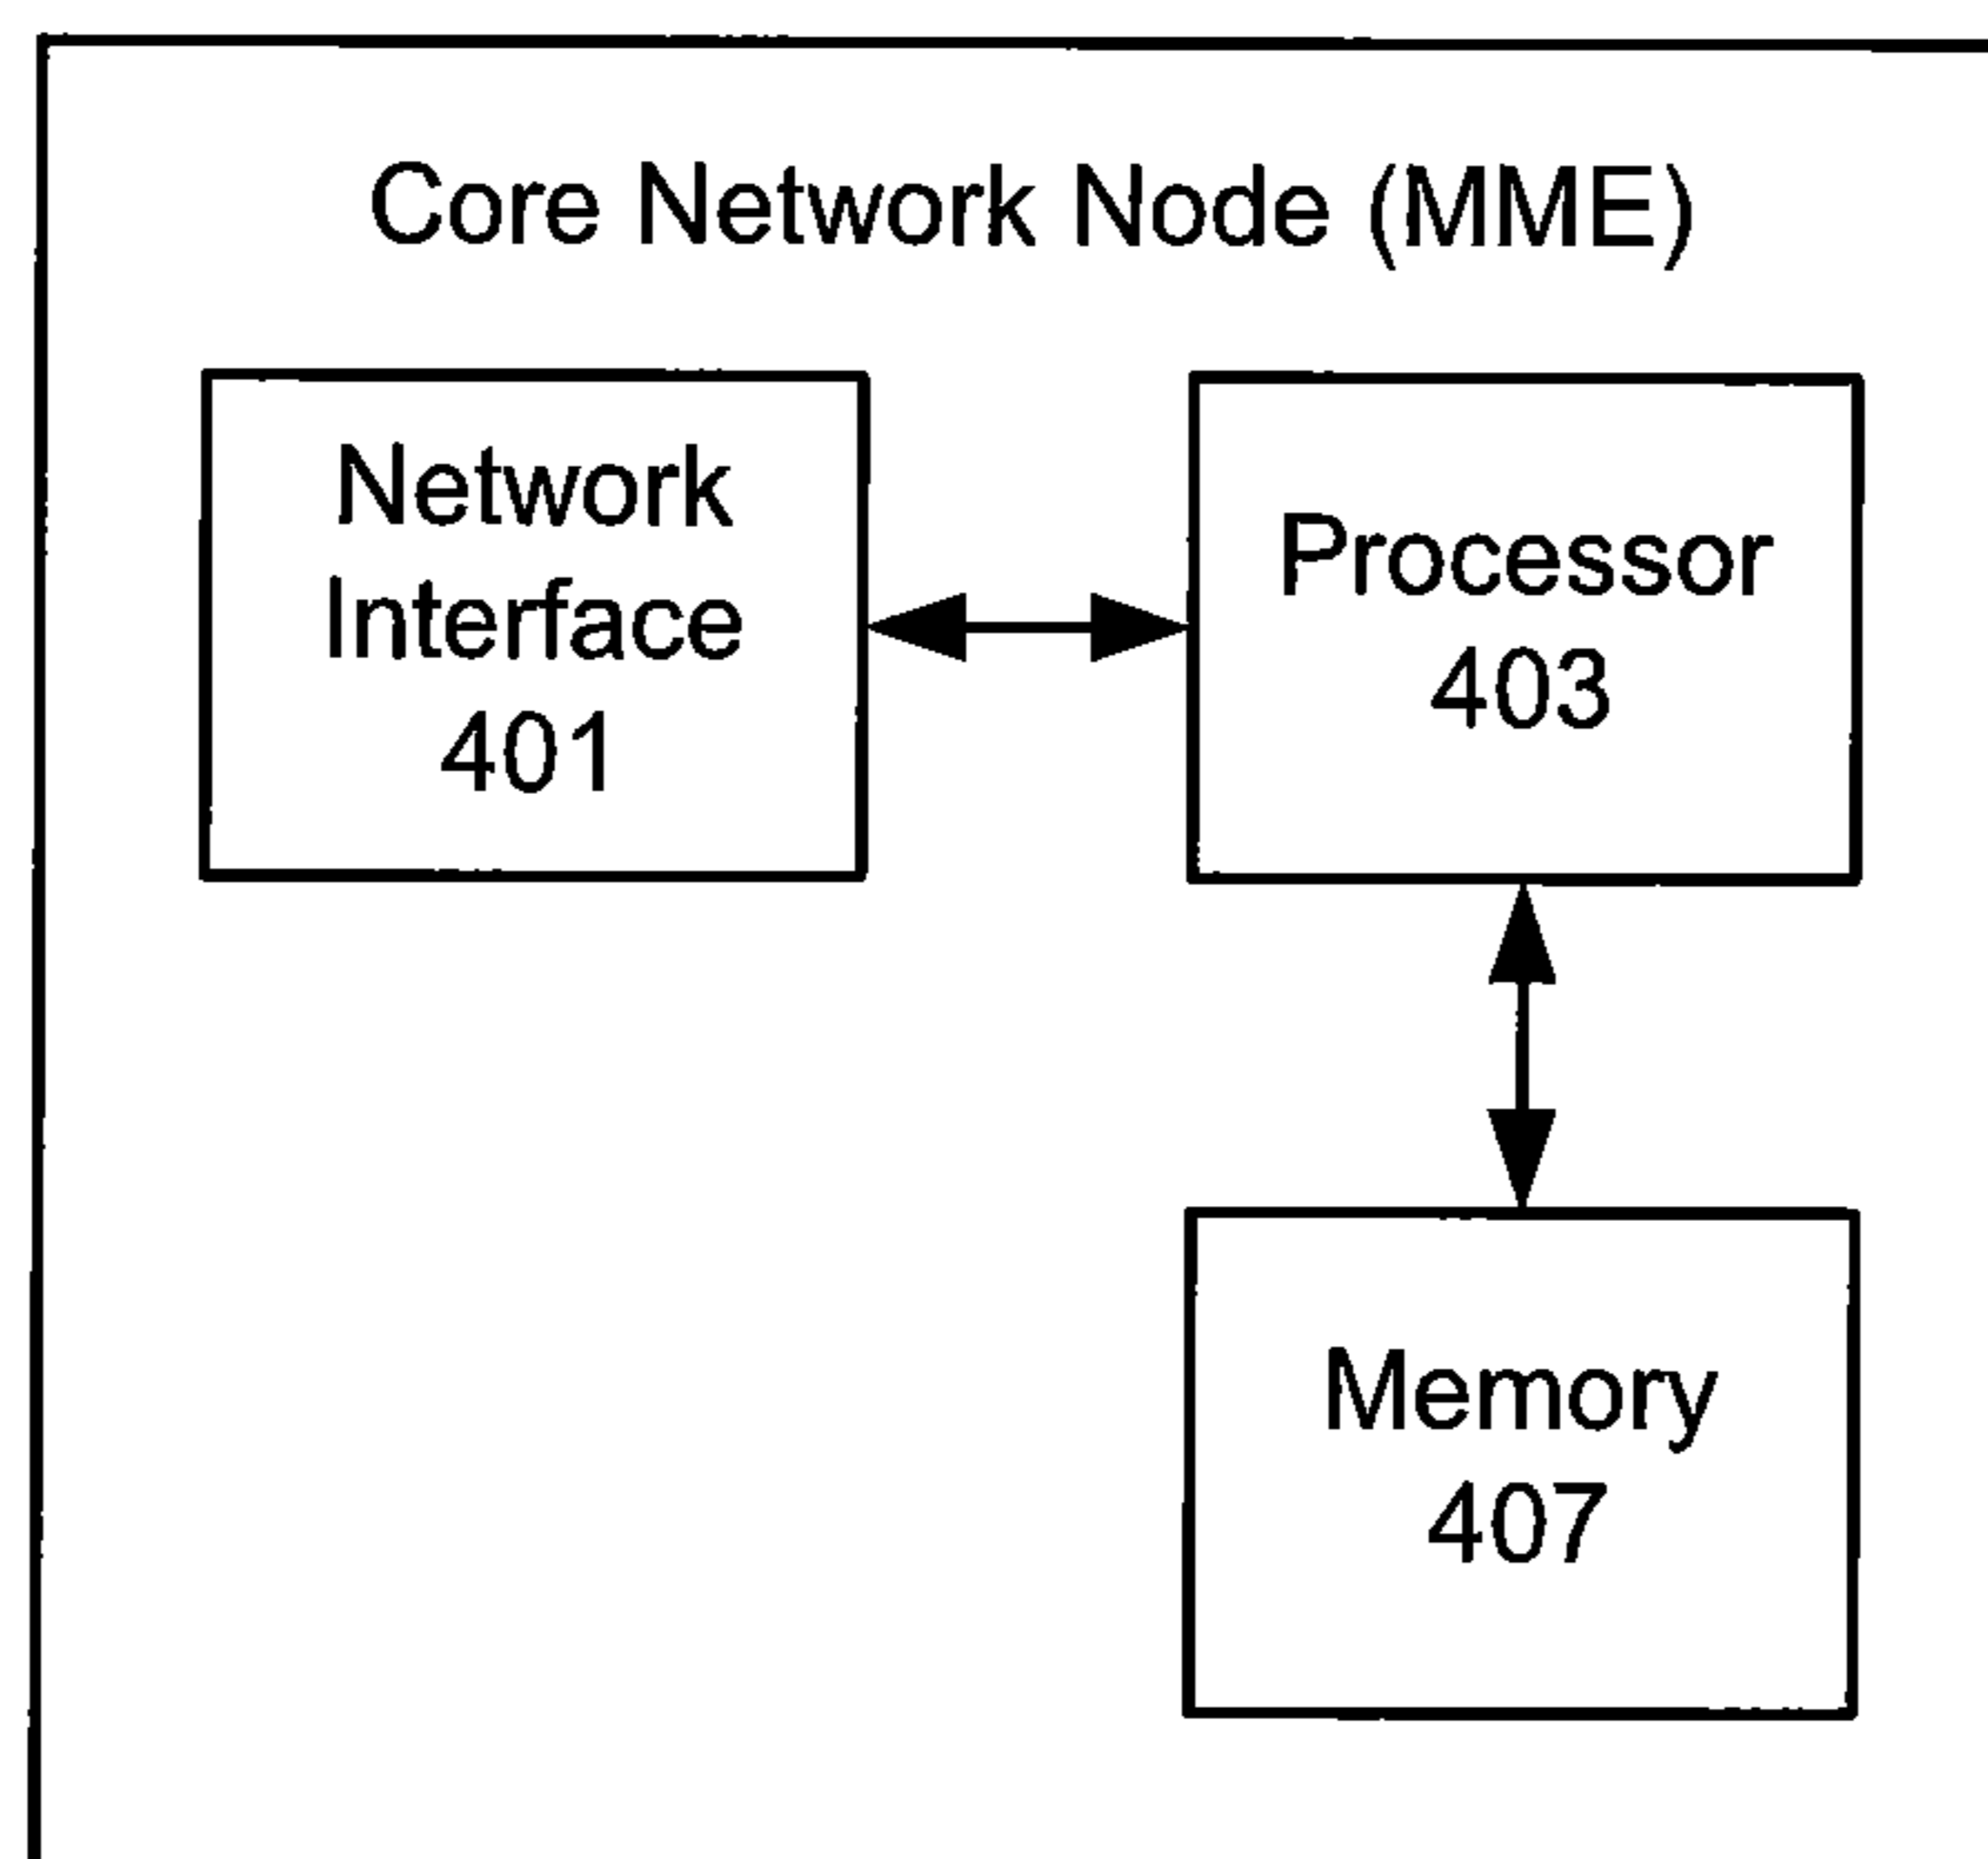 Core Network Node (MME)
Network
Interface
401
Processor
403
Memory
407